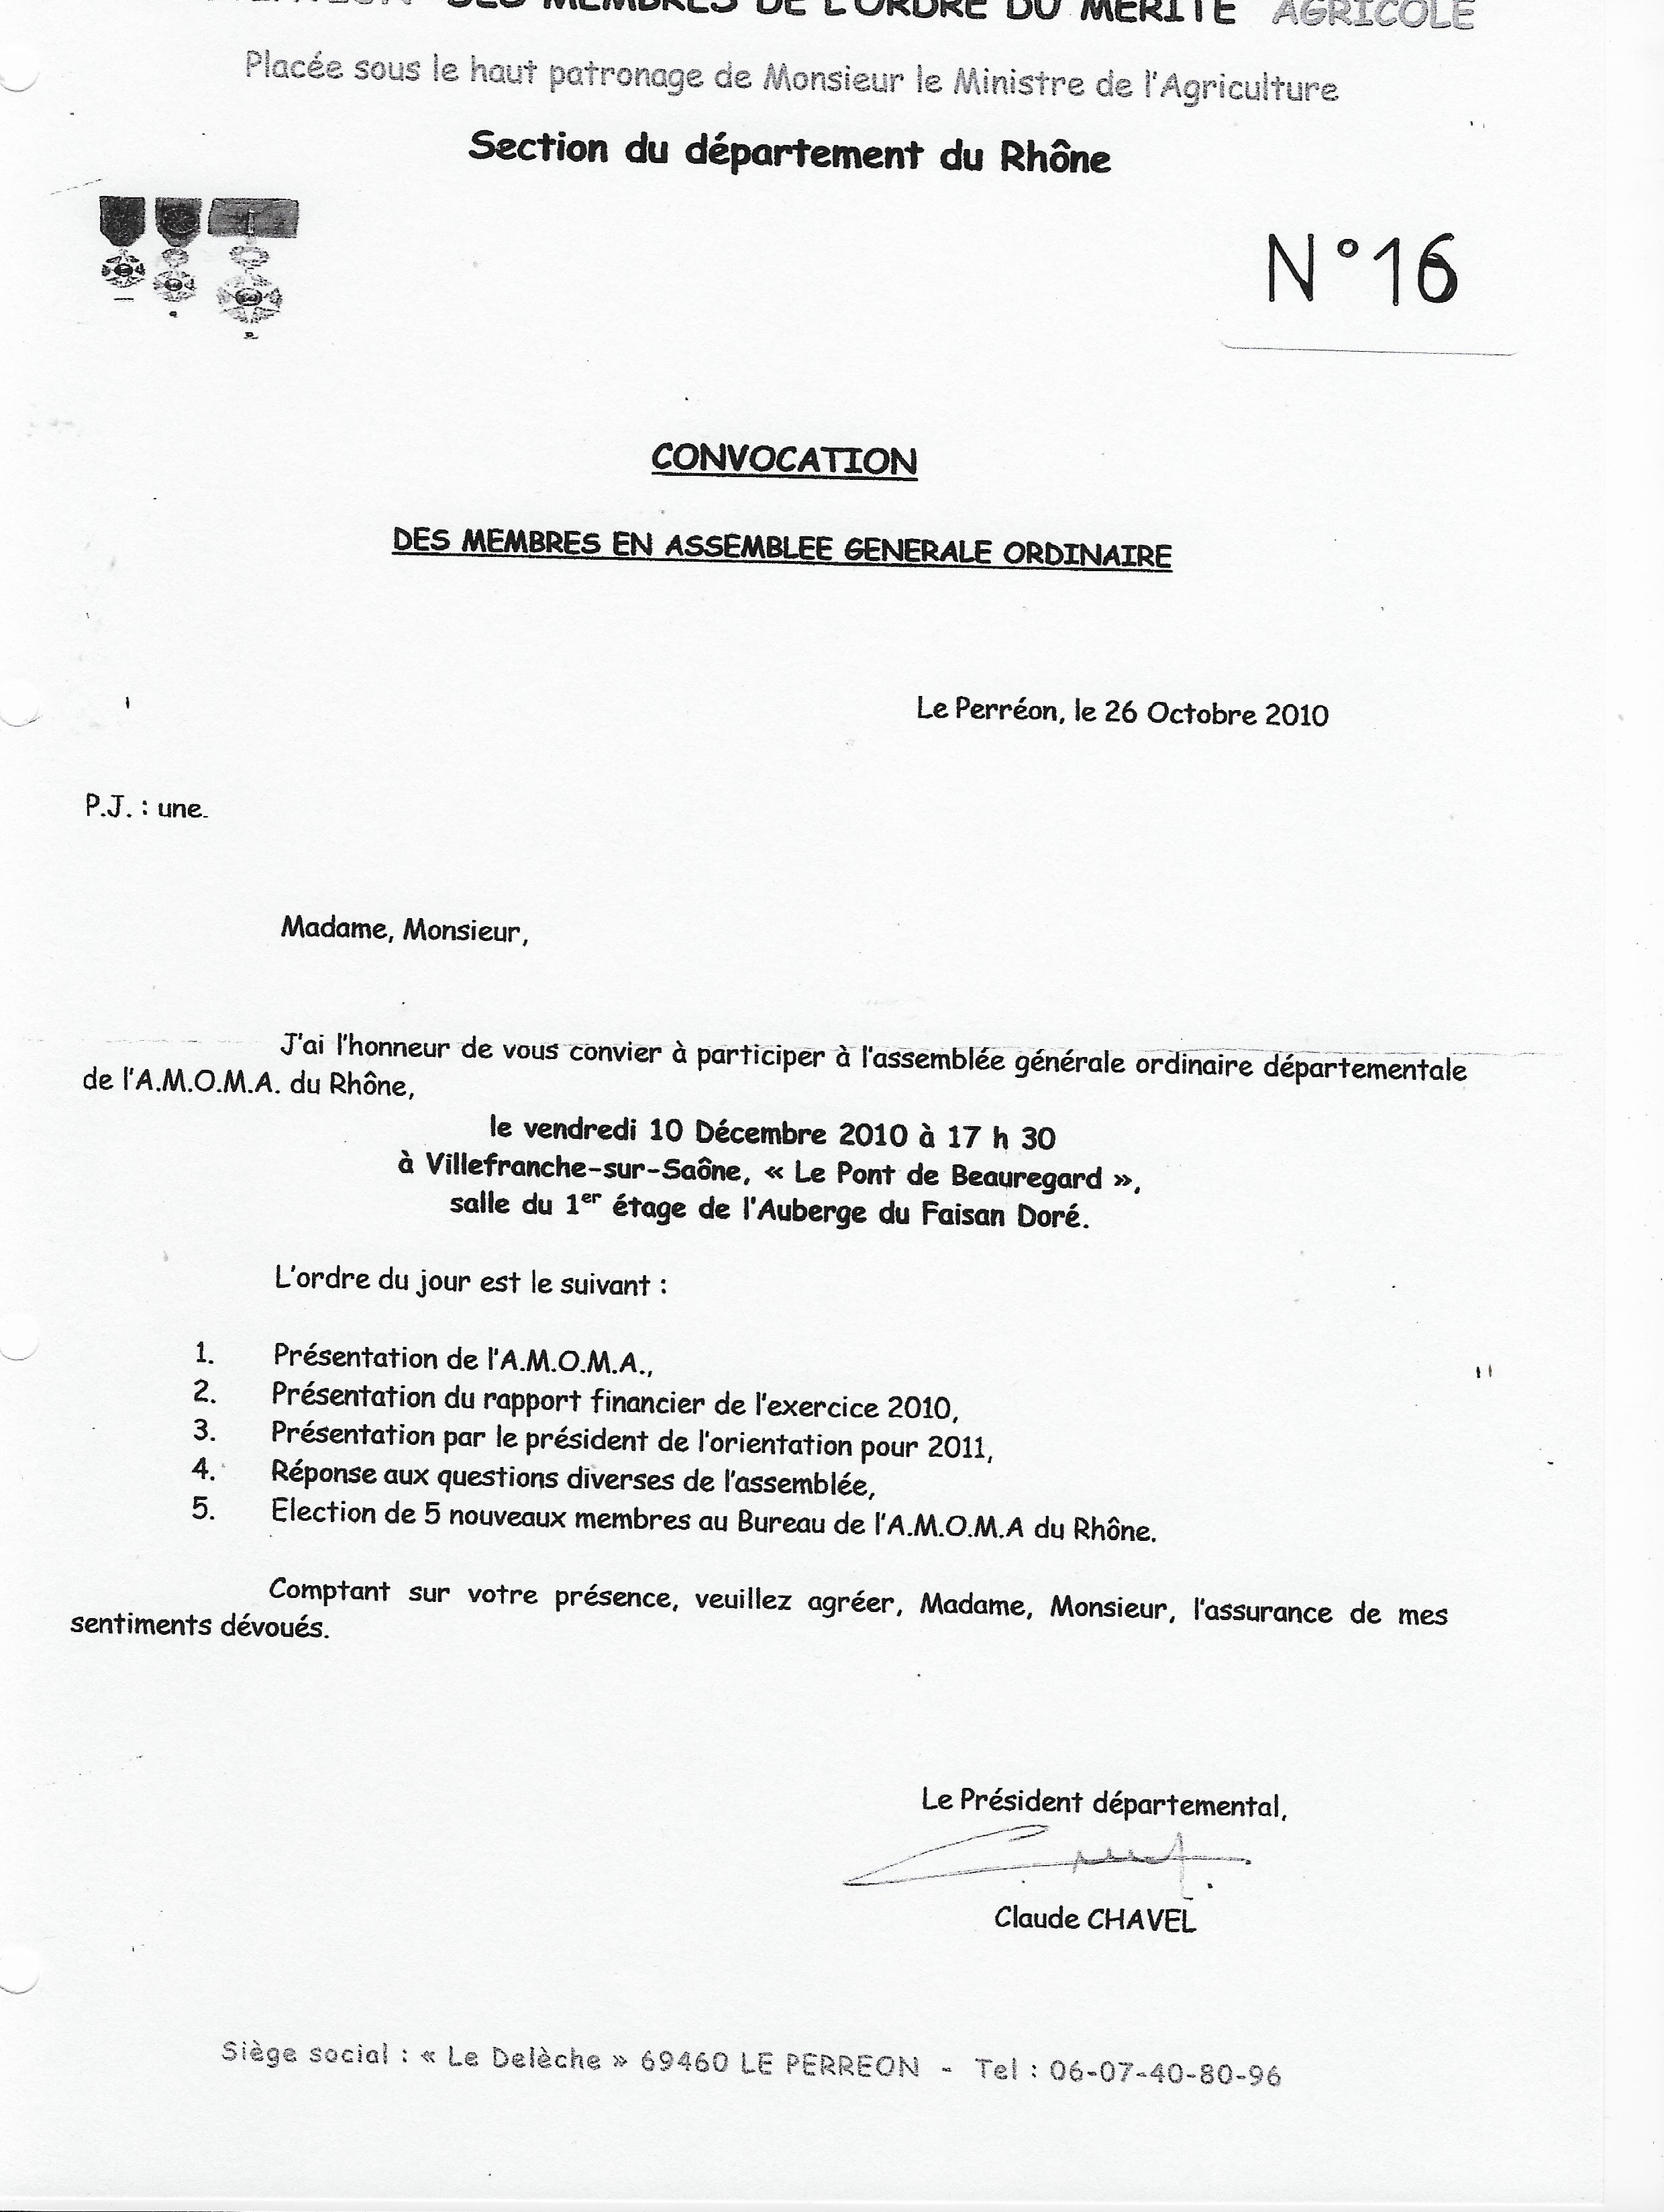 DES MEMBRES DE L'ORDRE DU MERITE AGRICOLE
Placée sous le haut patronage de Monsieur le Ministre de l'Agriculture
Section du département du Rhône
N°16
CONVOCATION
DES MEMBRES EN ASSEMBLEE GENERALE ORDINAIRE
Le Perréon, le 26 Octobre 2010
P.J. : une.
Madame, Monsieur,
J'ai l'honneur de vous convier à participer à l'assemblée générale ordinaire départementale
de l'A.M.O.M.A. du Rhône,
le vendredi 10 Décembre 2010 à 17 h 30
à Villefranche-sur-Saône, « Le Pont de Beauregard »,
salle du 1er étage de l'Auberge du Faisan Doré.
L'ordre du jour est le suivant :
1. Présentation de l'A.M.O.M.A.,
2. Présentation du rapport financier de l'exercice 2010,
3. Présentation par le président de l'orientation pour 2011,
4. Réponse aux questions diverses de l'assemblée,
5. Election de 5 nouveaux membres au Bureau de l'A.M.O.M.A du Rhône.
Comptant sur votre présence, veuillez agréer, Madame, Monsieur, l'assurance de mes
sentiments dévoués.
Le Président départemental,
Claude CHAVEL
Siège social : « Le Delèche » 69460 LE PERREON - Tel : 06-07-40-80-96